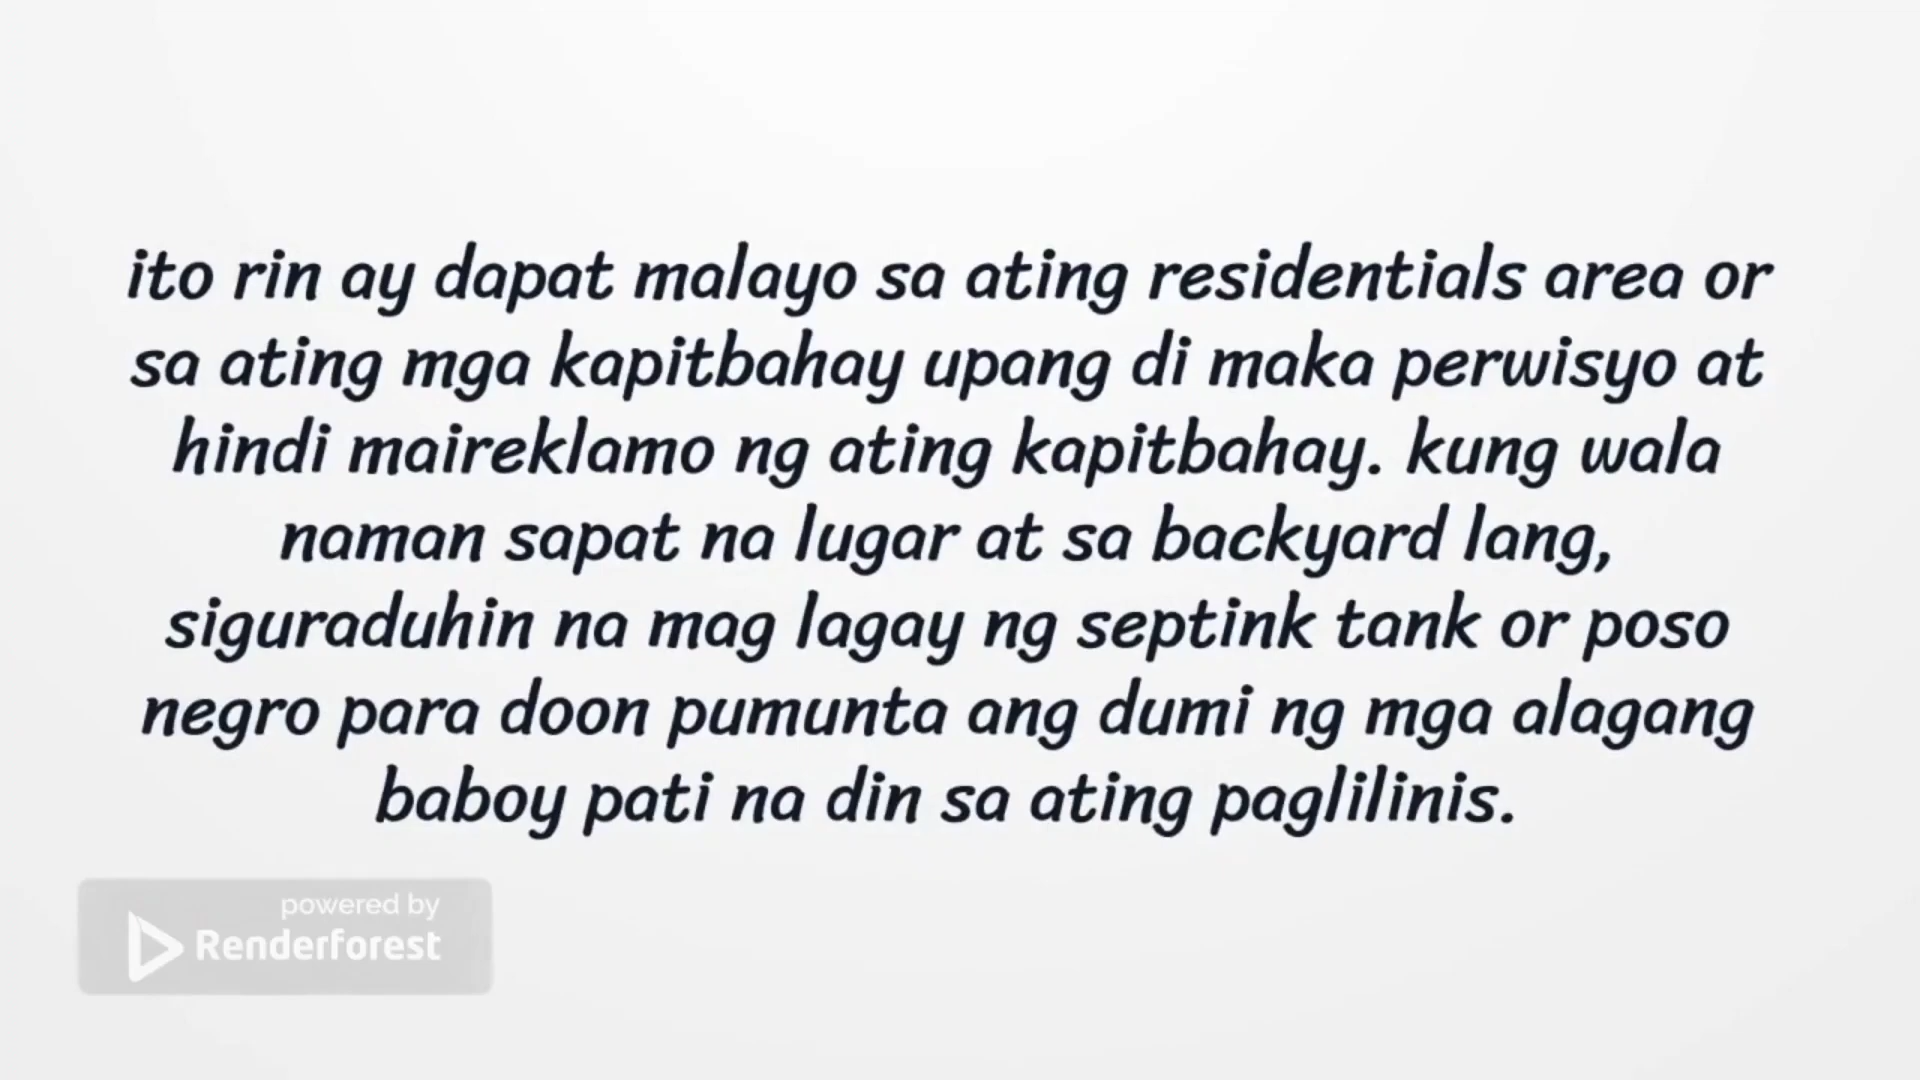 ito rin ay dapat malayo sa ating residentials area or
sa ating mga kapitbahay upang di maka perwisyo at
hindi maireklamo ng ating kapitbahay. kung wala
naman sapat na lugar at sa backyard lang,
siguraduhin na mag lagay ng septink tank or poso
negro para doon pumunta ang dumi ng mga alagang
baboy pati na din sa ating paglilinis.
powered by
Renderforest